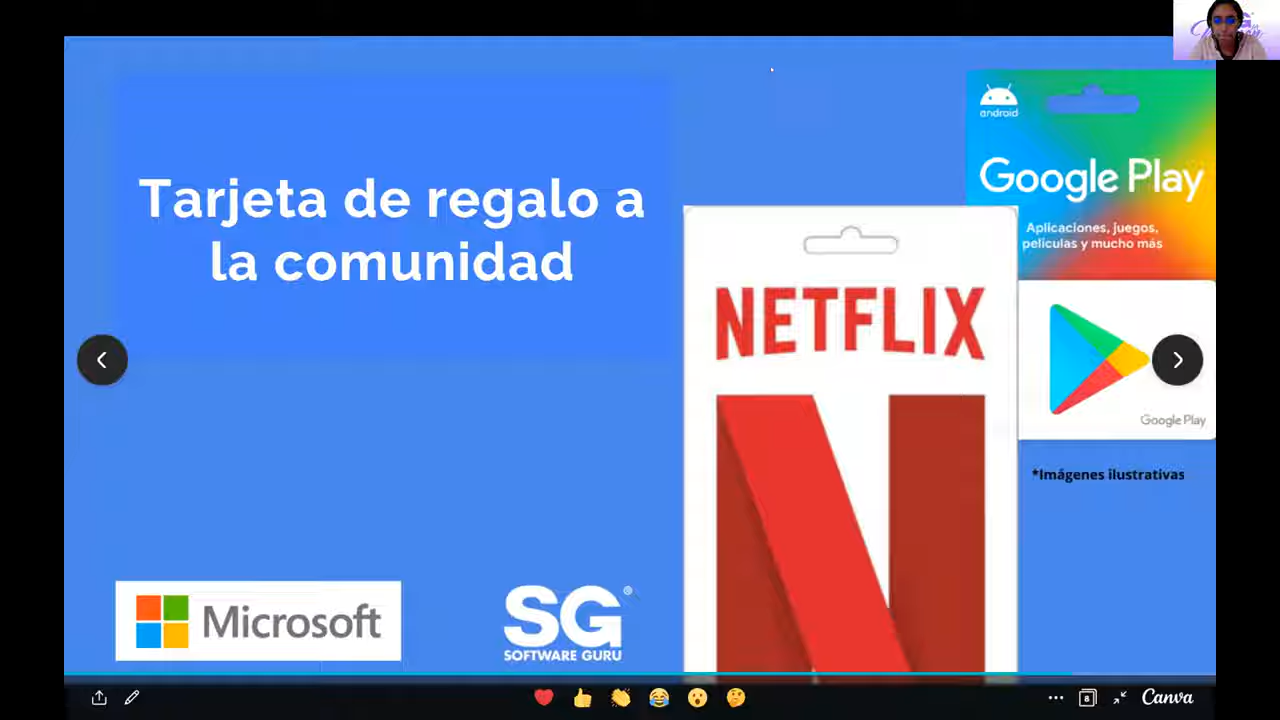 Tarjeta de regalo a
la comunidad
android
Google Play
Aplicaciones, juegos,
películas y mucho más
NETFLIX
Google Play
*Imágenes ilustrativas
Microsoft
SG®
SOFTWARE GURU
8
Canva